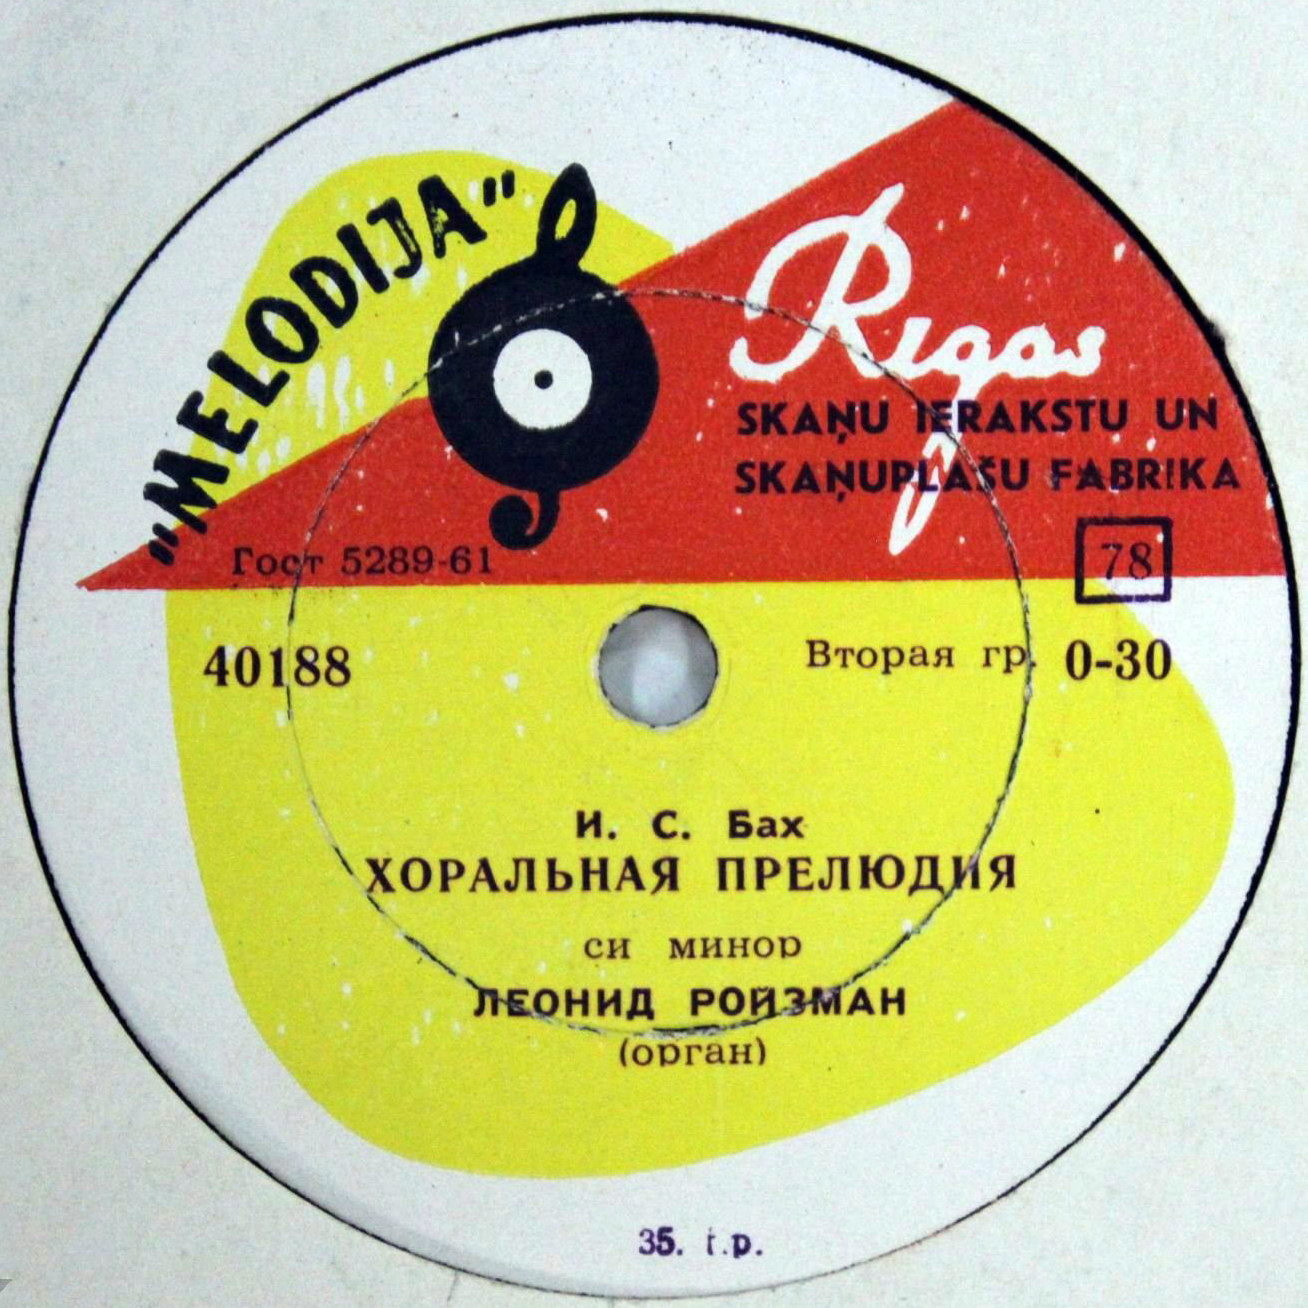 "MELODIJA"
Rigas
SKAŅU IERAKSTU UN
SKAŅUPLAŠU FABRIKA
Гост 5289-61
78
40188
Вторая гр. 0-30
И. С. Бах
ХОРАЛЬНАЯ ПРЕЛЮДИЯ
си минор
ЛЕОНИД РОЙЗМАН
(орган)
35. г.р.